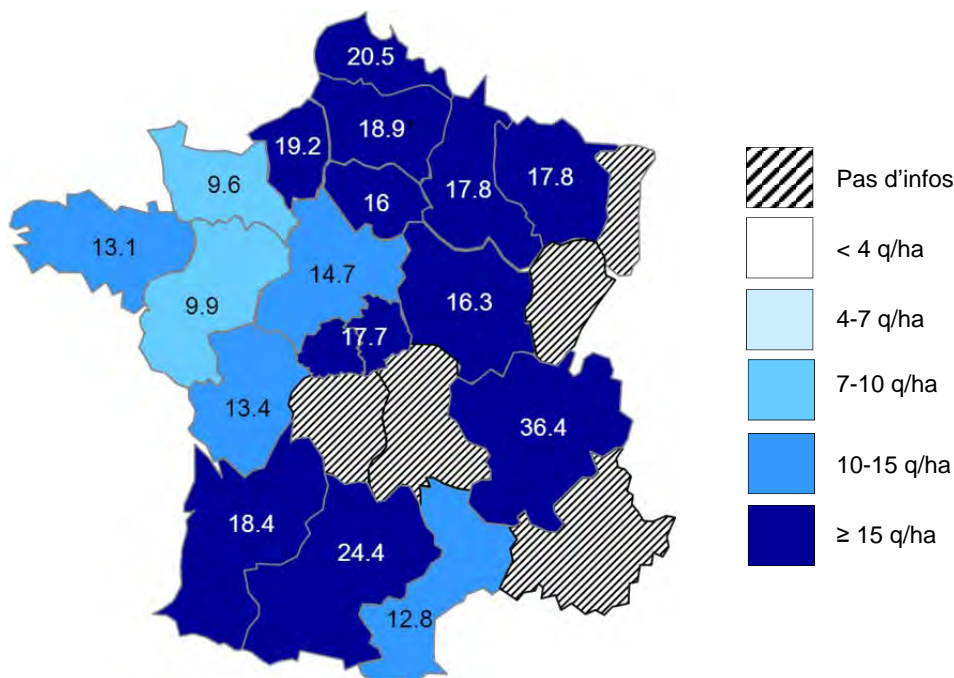 20.5
18.9
19.2
17.8
17.8
9.6
16
13.1
14.7
9.9
16.3
17.7
13.4
36.4
18.4
24.4
12.8
Pas d'infos
< 4 q/ha
4-7 q/ha
7-10 q/ha
10-15 q/ha
≥ 15 q/ha